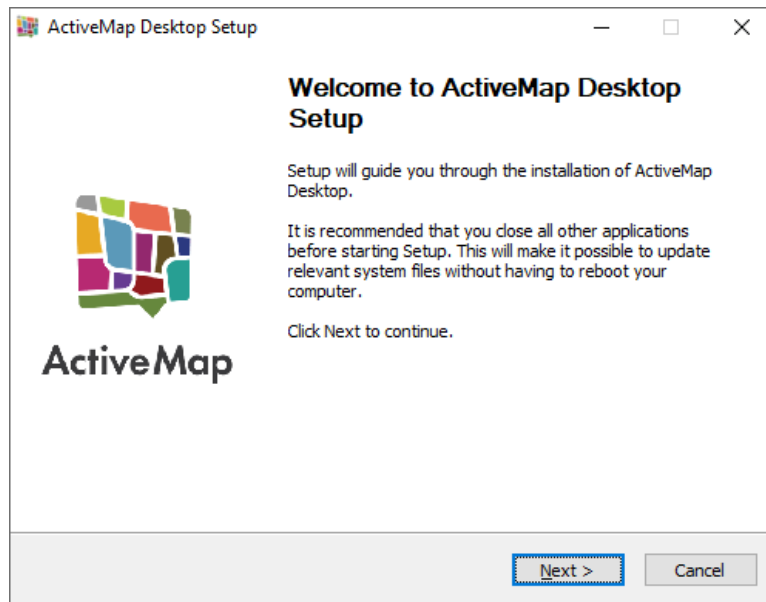 ActiveMap Desktop Setup
Welcome to ActiveMap Desktop
Setup
Setup will guide you through the installation of ActiveMap
Desktop.
It is recommended that you close all other applications
before starting Setup. This will make it possible to update
relevant system files without having to reboot your
computer.
Click Next to continue.
ActiveMap
Next >
Cancel